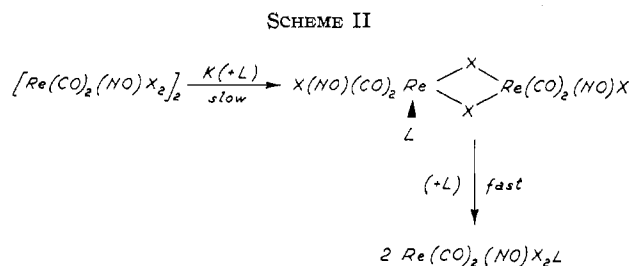 SCHEME II
[Re(CO)₂(NO)X₂]₂ K(+L) slow X(NO)(CO)₂ Re X X Re(CO)₂(NO)X
L
(+L) fast
2 Re(CO)₂(NO)X₂L